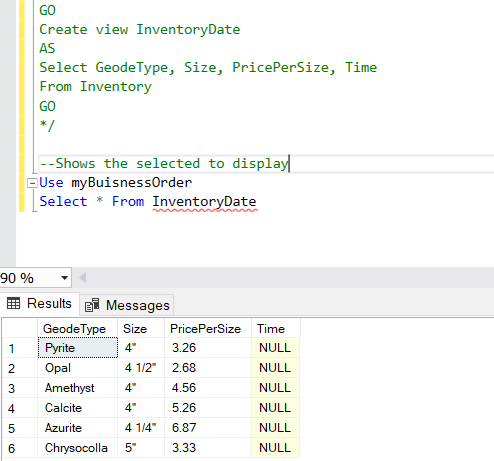 GO
Create view InventoryDate
AS
Select GeodeType, Size, PricePerSize, Time
From Inventory
GO
*/
--Shows the selected to display
Use myBuisnessOrder
Select * From InventoryDate
90 %
Results Messages
GeodeType Size PricePerSize Time
1 Pyrite 4" 3.26 NULL
2 Opal 4 1/2" 2.68 NULL
3 Amethyst 4" 4.56 NULL
4 Calcite 4" 5.26 NULL
5 Azurite 4 1/4" 6.87 NULL
6 Chrysocolla 5" 3.33 NULL